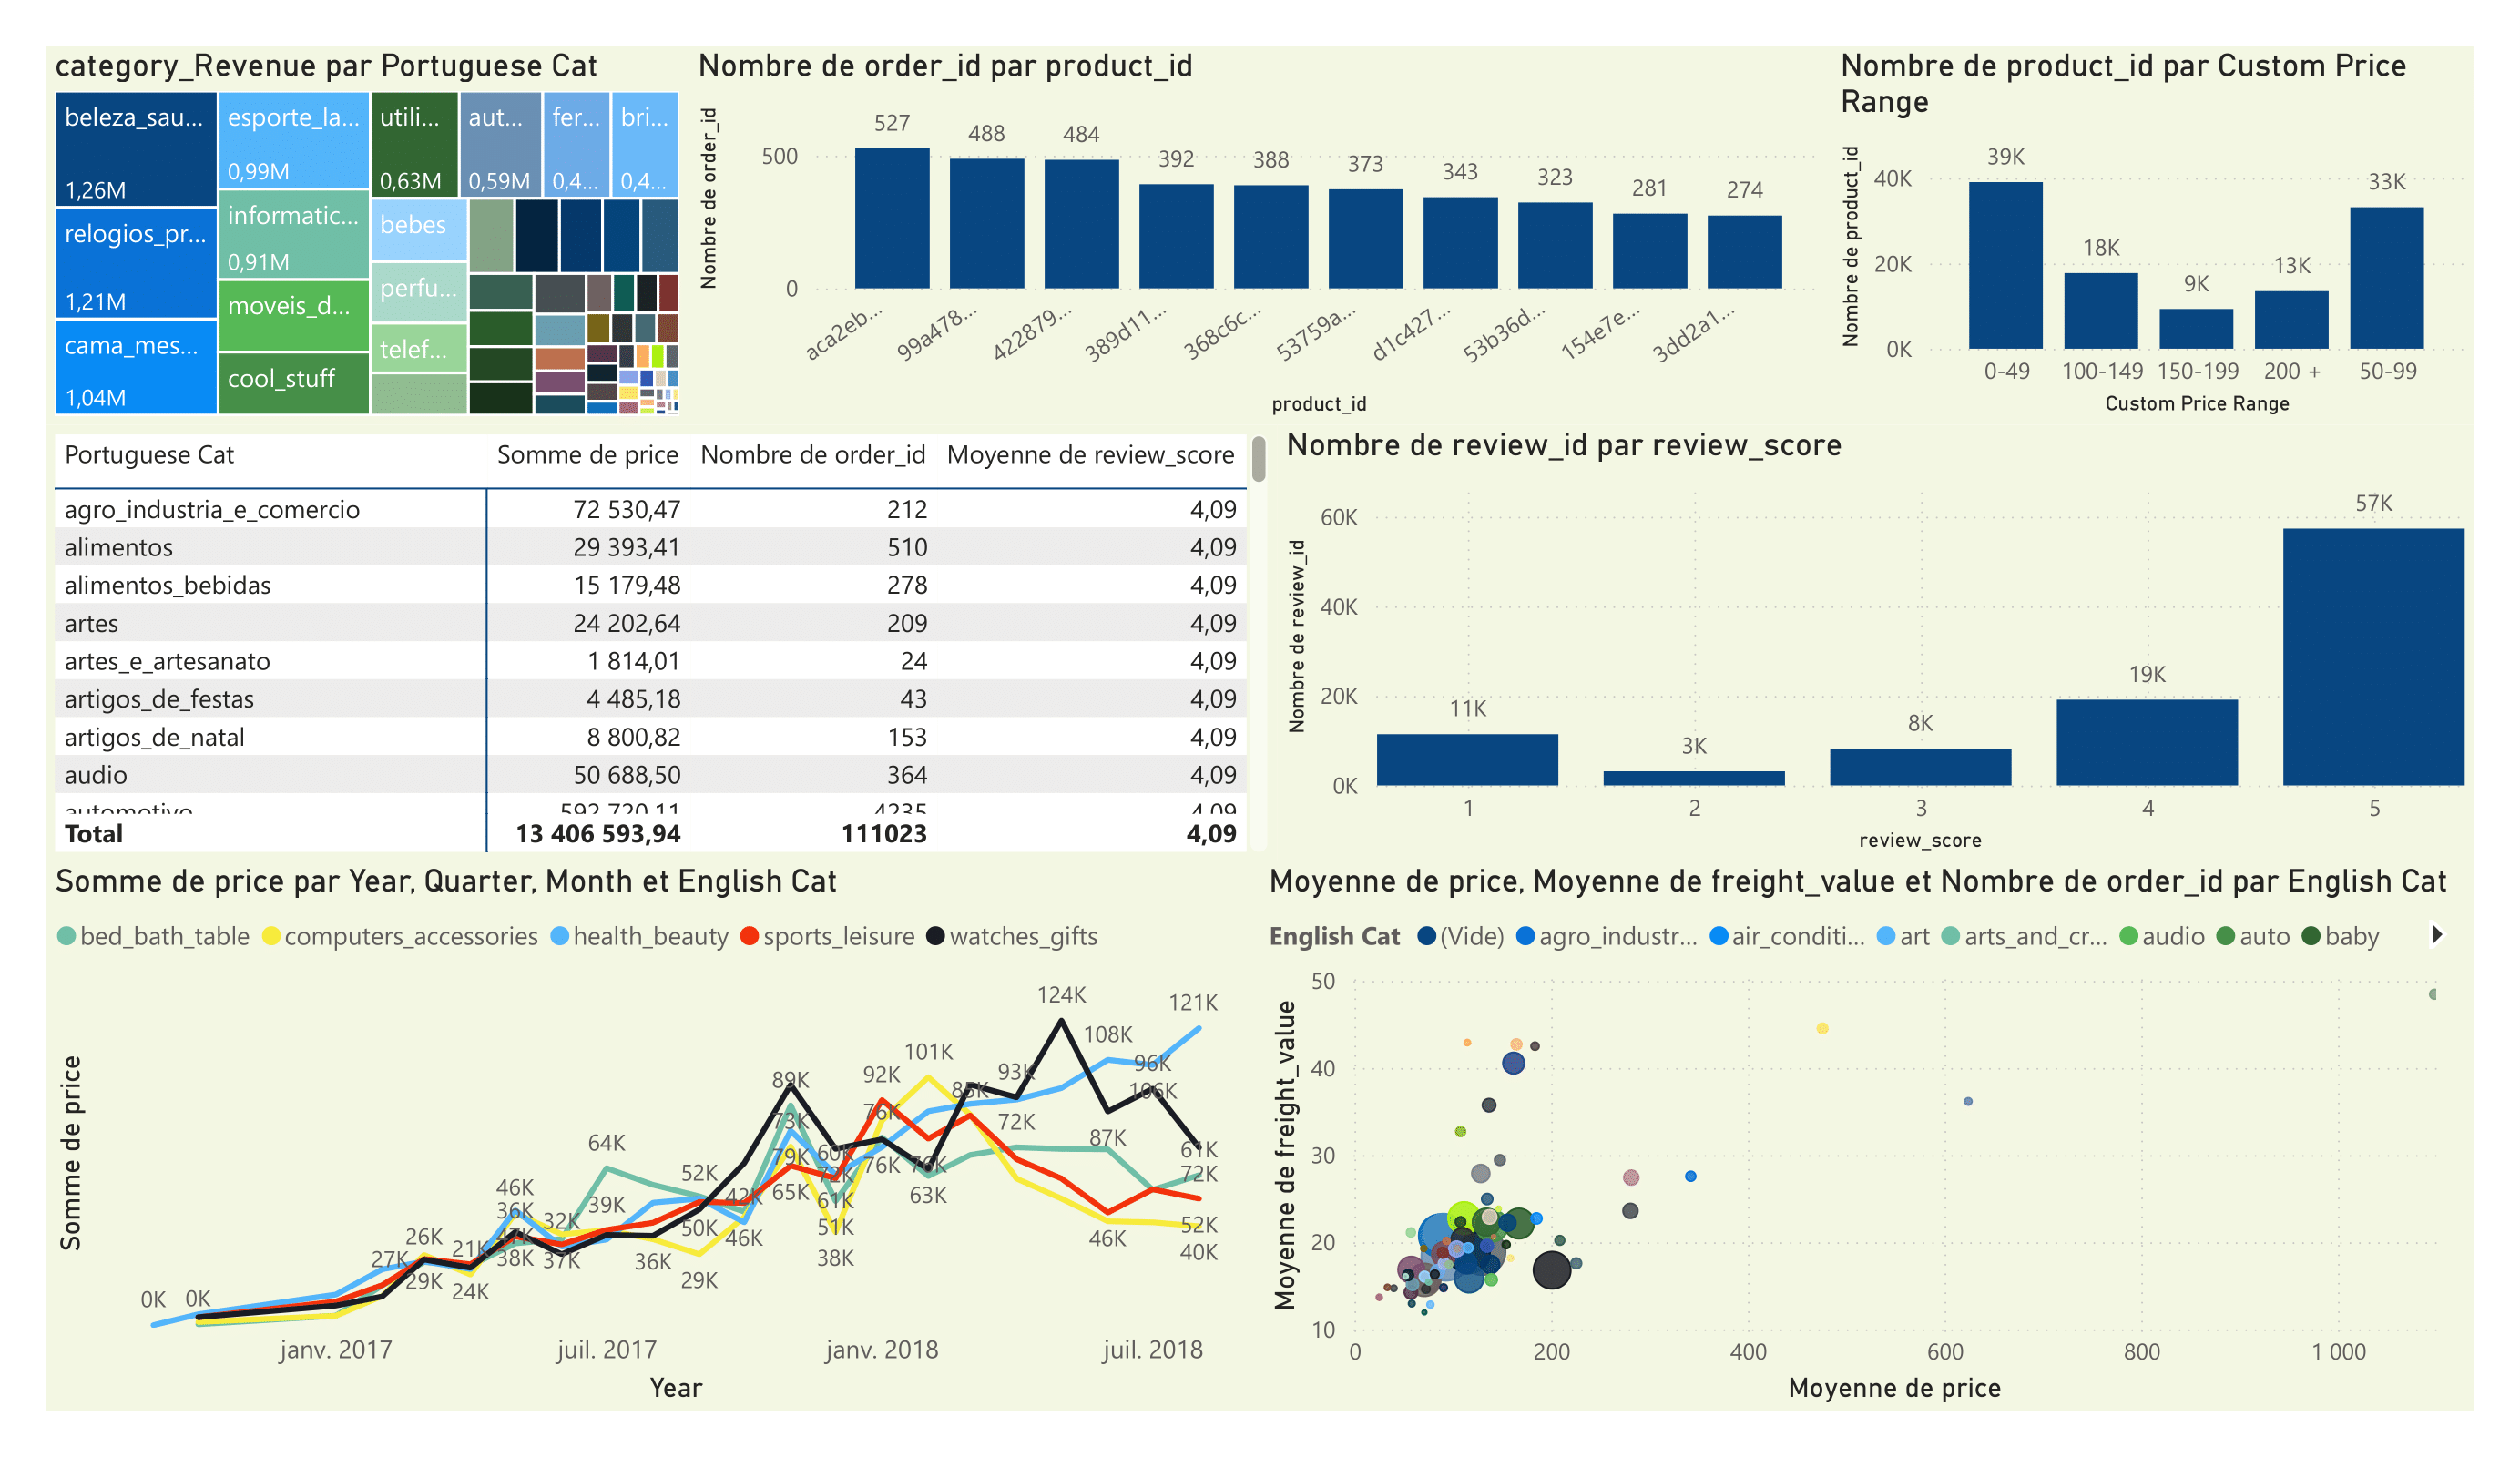 category_Revenue par Portuguese Cat
beleza_sau...
1,26M
relogios_pr...
1,21M
cama_mes...
1,04M
esporte_la...
0,99M
informatic...
0,91M
moveis_d...
cool_stuff
utili...
0,63M
aut...
0,59M
fer...
0,4...
bri...
0,4...
bebes
perfu...
telef...
Nombre de order_id par product_id
Nombre de order_id
500
0
527
488
484
392
388
373
343
323
281
274
aca2eb...
99a478...
422879...
389d11...
368c6c...
53759a...
d1c427...
53b36d...
154e7e...
3dd2a1...
product_id
Nombre de product_id par Custom Price
Range
Nombre de product_id
40K
20K
0K
39K
18K
9K
13K
33K
0-49
100-149
150-199
200 +
50-99
Custom Price Range
Portuguese Cat Somme de price Nombre de order_id Moyenne de review_score
agro_industria_e_comercio 72 530,47 212 4,09
alimentos 29 393,41 510 4,09
alimentos_bebidas 15 179,48 278 4,09
artes 24 202,64 209 4,09
artes_e_artesanato 1 814,01 24 4,09
artigos_de_festas 4 485,18 43 4,09
artigos_de_natal 8 800,82 153 4,09
audio 50 688,50 364 4,09
automotivo 592 720,11 4235 4,09
Total 13 406 593,94 111023 4,09
Nombre de review_id par review_score
Nombre de review_id
60K
40K
20K
0K
11K
3K
8K
19K
57K
1
2
3
4
5
review_score
Somme de price par Year, Quarter, Month et English Cat
bed_bath_table computers_accessories health_beauty sports_leisure watches_gifts
Somme de price
0K
0K
27K
26K
29K
21K
24K
46K
36K
38K
32K
37K
64K
39K
36K
52K
50K
29K
42K
46K
89K
73K
79K
65K
60K
72K
61K
51K
38K
92K
76K
76K
101K
76K
63K
85K
93K
72K
124K
108K
87K
46K
96K
106K
121K
61K
72K
52K
40K
janv. 2017
juil. 2017
janv. 2018
juil. 2018
Year
Moyenne de price, Moyenne de freight_value et Nombre de order_id par English Cat
English Cat (Vide) agro_industr... air_conditi... art arts_and_cr... audio auto baby
Moyenne de freight_value
50
40
30
20
10
0
200
400
600
800
1 000
Moyenne de price